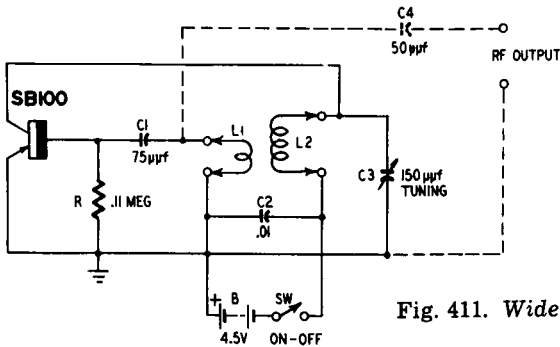 C4
50μμf
RF OUTPUT
SB100
C1
75μμf
L1
L2
C3
150μμf
TUNING
R
.11 MEG
C2
.01
+
B
SW
4.5V
ON-OFF
Fig. 411. Wide